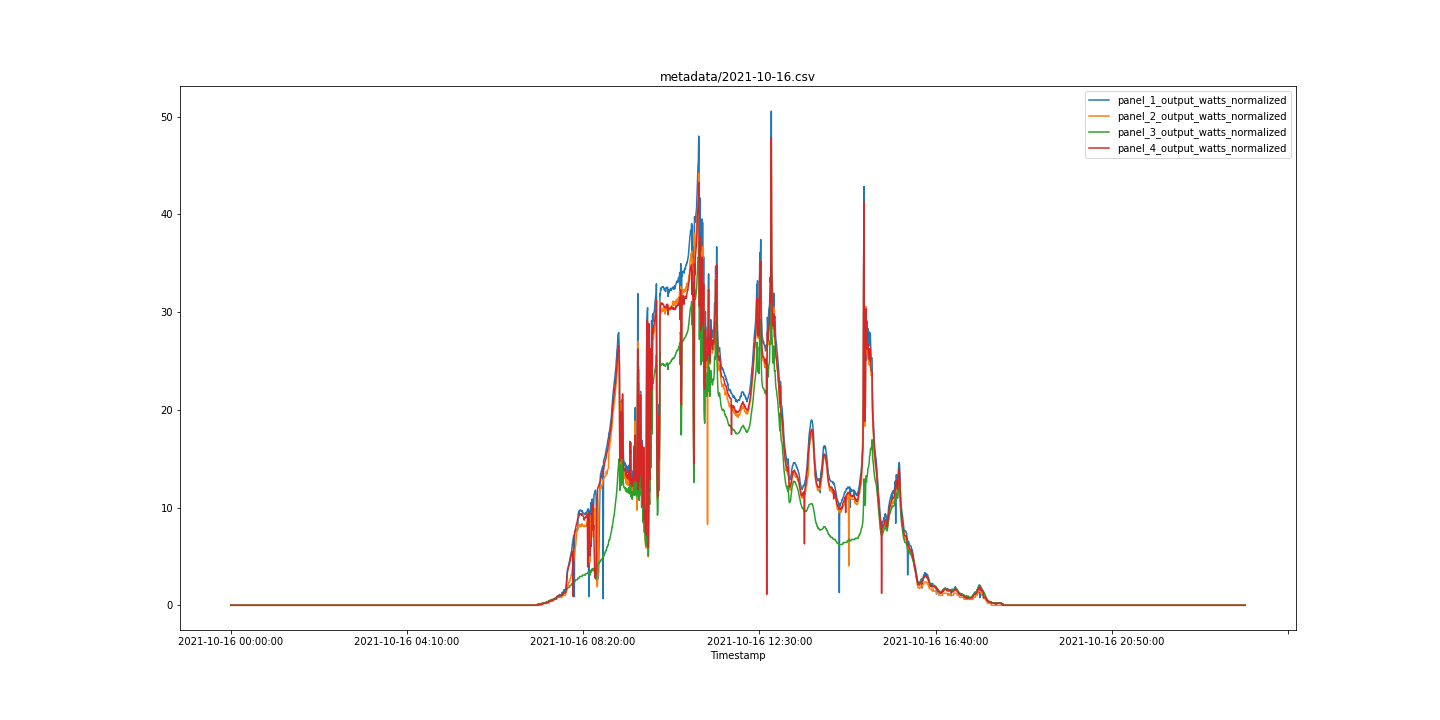 metadata/2021-10-16.csv
panel_1_output_watts_normalized
panel_2_output_watts_normalized
panel_3_output_watts_normalized
panel_4_output_watts_normalized
50
40
30
20
10
0
2021-10-16 00:00:00 2021-10-16 04:10:00 2021-10-16 08:20:00 2021-10-16 12:30:00 2021-10-16 16:40:00 2021-10-16 20:50:00
Timestamp